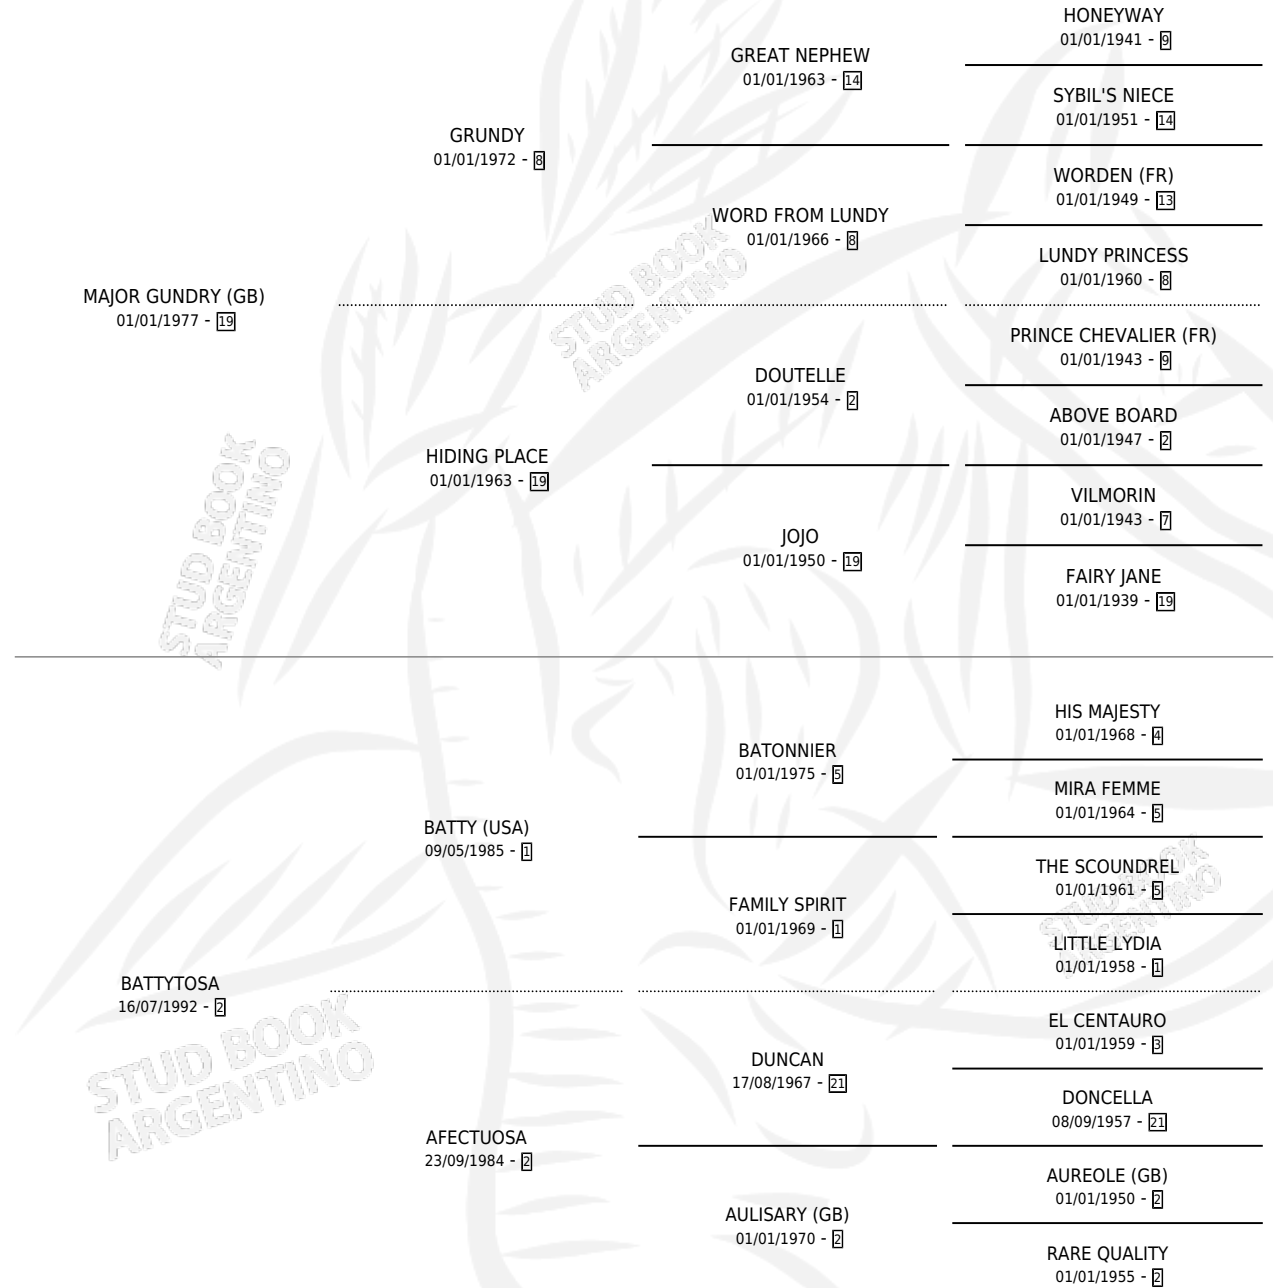 HONEYWAY
01/01/1941 - 9
GREAT NEPHEW
01/01/1963 - 14
SYBIL'S NIECE
01/01/1951 - 14
GRUNDY
01/01/1972 - 8
WORDEN (FR)
01/01/1949 - 13
WORD FROM LUNDY
01/01/1966 - 8
LUNDY PRINCESS
01/01/1960 - 8
MAJOR GUNDRY (GB)
01/01/1977 - 19
STUD BOOK
ARGENTINO
PRINCE CHEVALIER (FR)
01/01/1943 - 9
DOUTELLE
01/01/1954 - 2
ABOVE BOARD
01/01/1947 - 2
HIDING PLACE
01/01/1963 - 19
VILMORIN
01/01/1943 - 7
JOJO
01/01/1950 - 19
FAIRY JANE
01/01/1939 - 19
STUD BOOK
ARGENTINO
HIS MAJESTY
01/01/1968 - 4
BATONNIER
01/01/1975 - 5
MIRA FEMME
01/01/1964 - 5
BATTY (USA)
09/05/1985 - 1
THE SCOUNDREL
01/01/1961 - 5
FAMILY SPIRIT
01/01/1969 - 1
STUD BOOK
ARGENTINO
LITTLE LYDIA
01/01/1958 - 1
BATTYTOSA
16/07/1992 - 2
EL CENTAURO
01/01/1959 - 3
STUD BOOK
ARGENTINO
DUNCAN
17/08/1967 - 21
DONCELLA
08/09/1957 - 21
AFECTUOSA
23/09/1984 - 2
AUREOLE (GB)
01/01/1950 - 2
AULISARY (GB)
01/01/1970 - 2
RARE QUALITY
01/01/1955 - 2